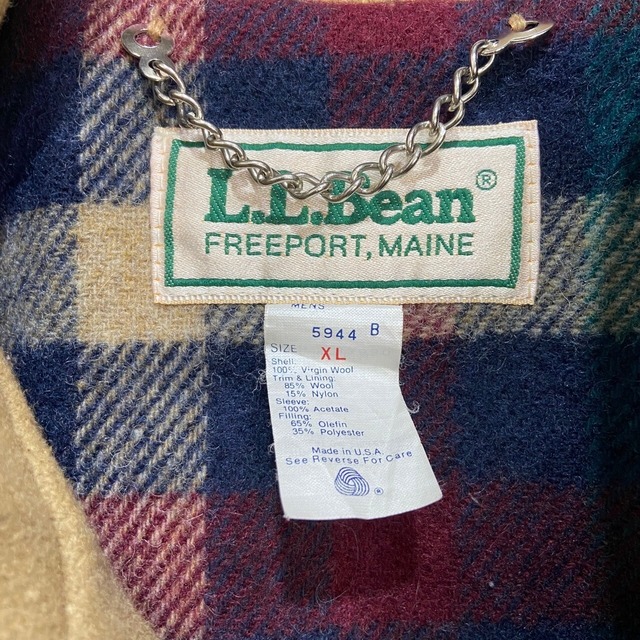 L.L.Bean®
FREEPORT, MAINE
MENS
5944 B
SIZE XL
Shell:
100% Virgin Wool
Trim & Lining:
85% Wool
15% Nylon
Sleeve:
100% Acetate
Filling:
65% Olefin
35% Polyester
Made in U.S.A.
See Reverse For Care
®